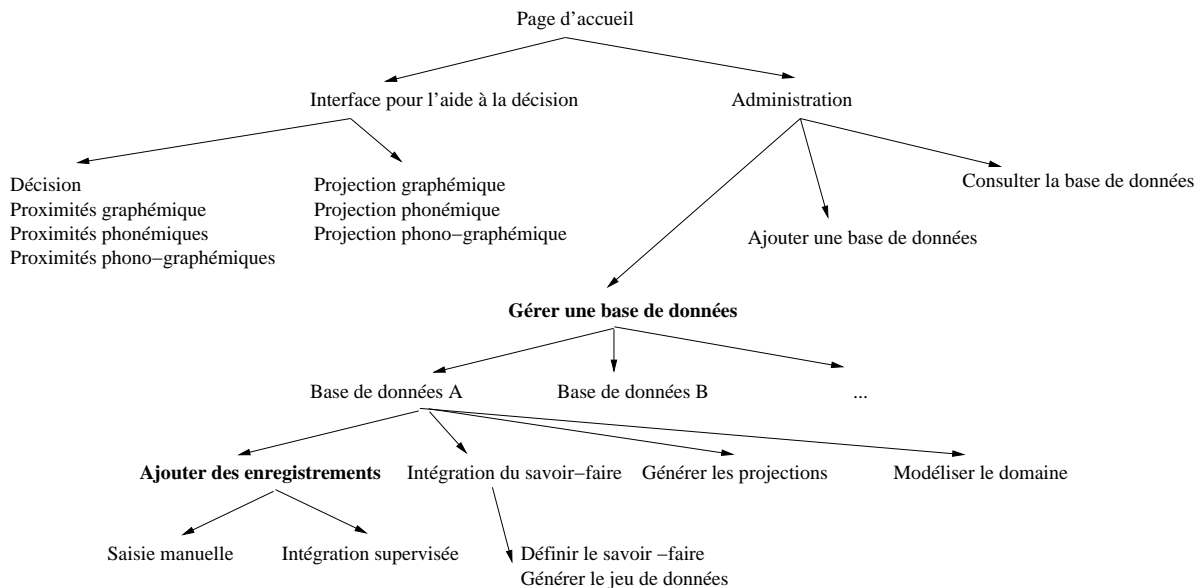 Page d'accueil
Interface pour l'aide à la décision
Administration
Décision
Proximités graphémique
Proximités phonémiques
Proximités phono−graphémiques
Projection graphémique
Projection phonémique
Projection phono−graphémique
Consulter la base de données
Ajouter une base de données
Gérer une base de données
Base de données A
Base de données B
...
Ajouter des enregistrements
Intégration du savoir−faire
Générer les projections
Modéliser le domaine
Saisie manuelle
Intégration supervisée
Définir le savoir −faire
Générer le jeu de données